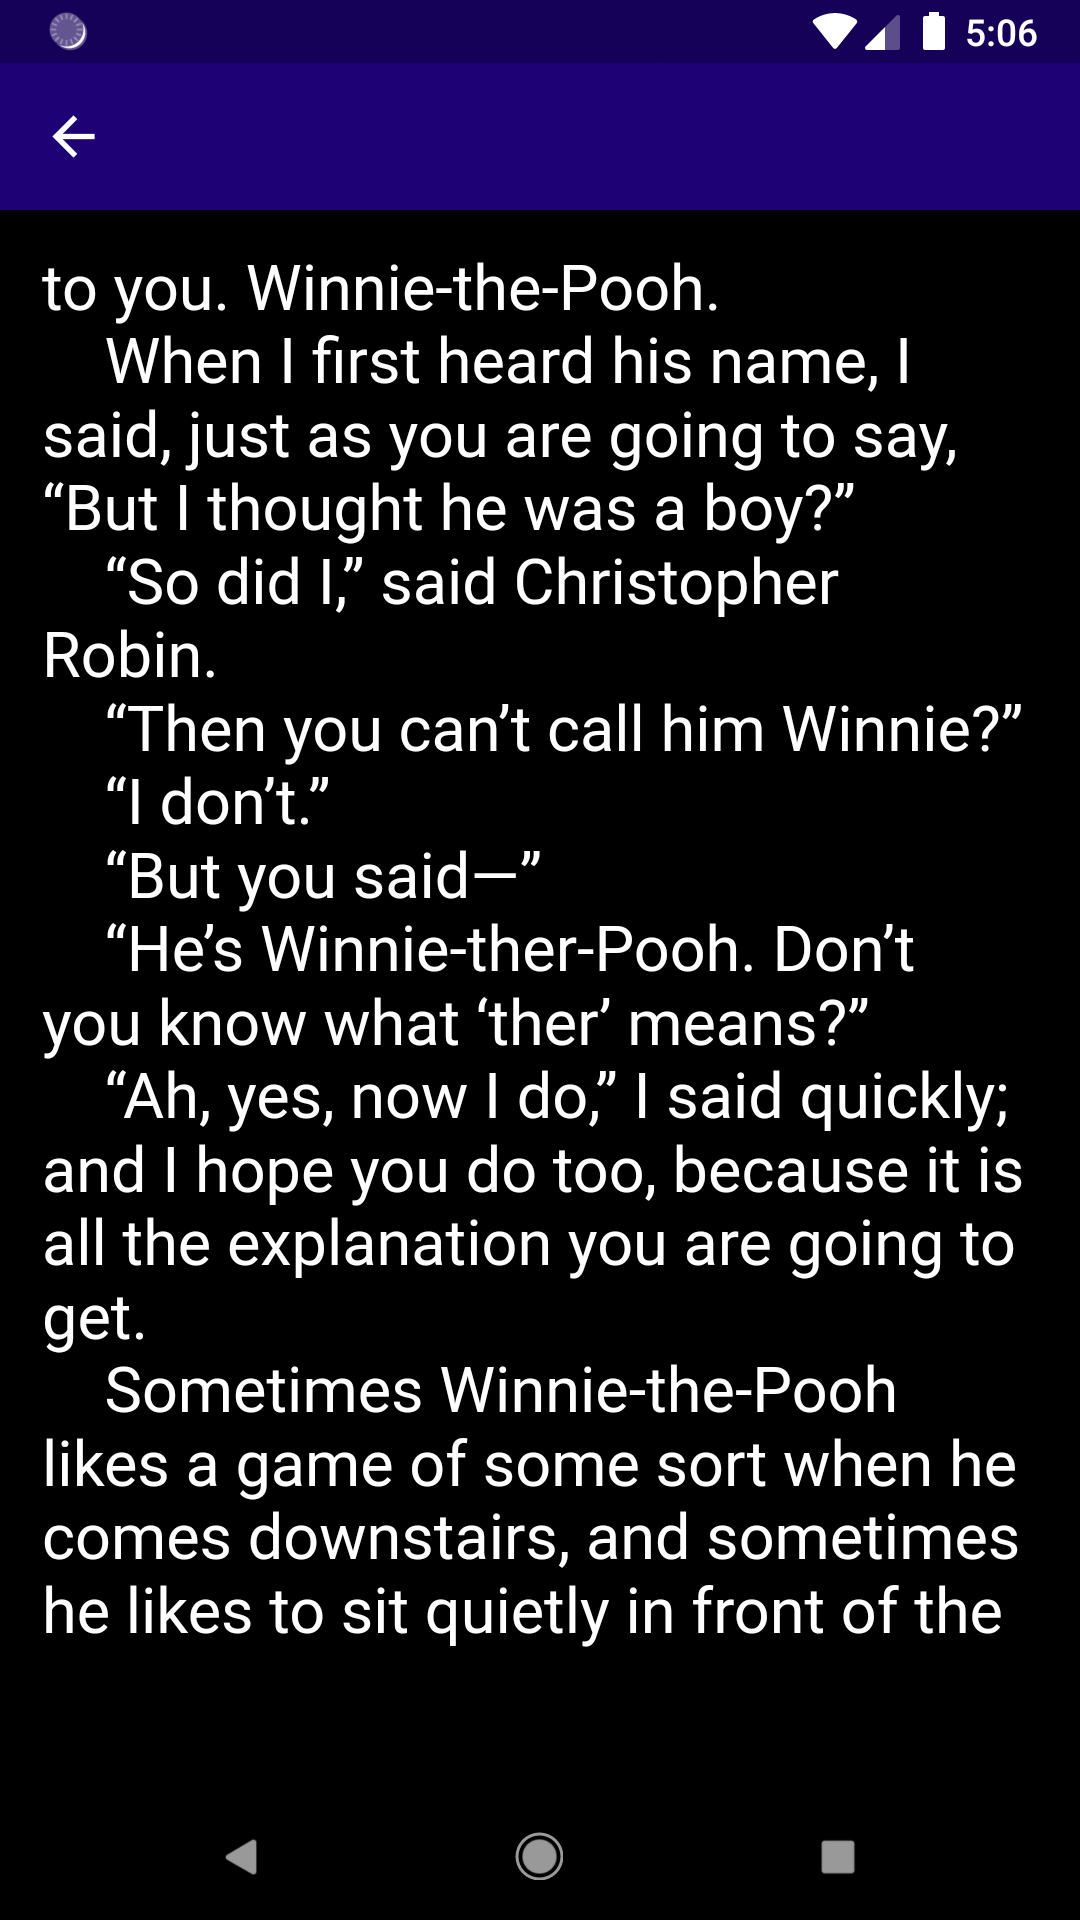 5:06
to you. Winnie-the-Pooh.
When I first heard his name, I
said, just as you are going to say,
“But I thought he was a boy?”
“So did I,” said Christopher
Robin.
“Then you can’t call him Winnie?”
“I don’t.”
“But you said—”
“He’s Winnie-ther-Pooh. Don’t
you know what ‘ther’ means?”
“Ah, yes, now I do,” I said quickly;
and I hope you do too, because it is
all the explanation you are going to
get.
Sometimes Winnie-the-Pooh
likes a game of some sort when he
comes downstairs, and sometimes
he likes to sit quietly in front of the